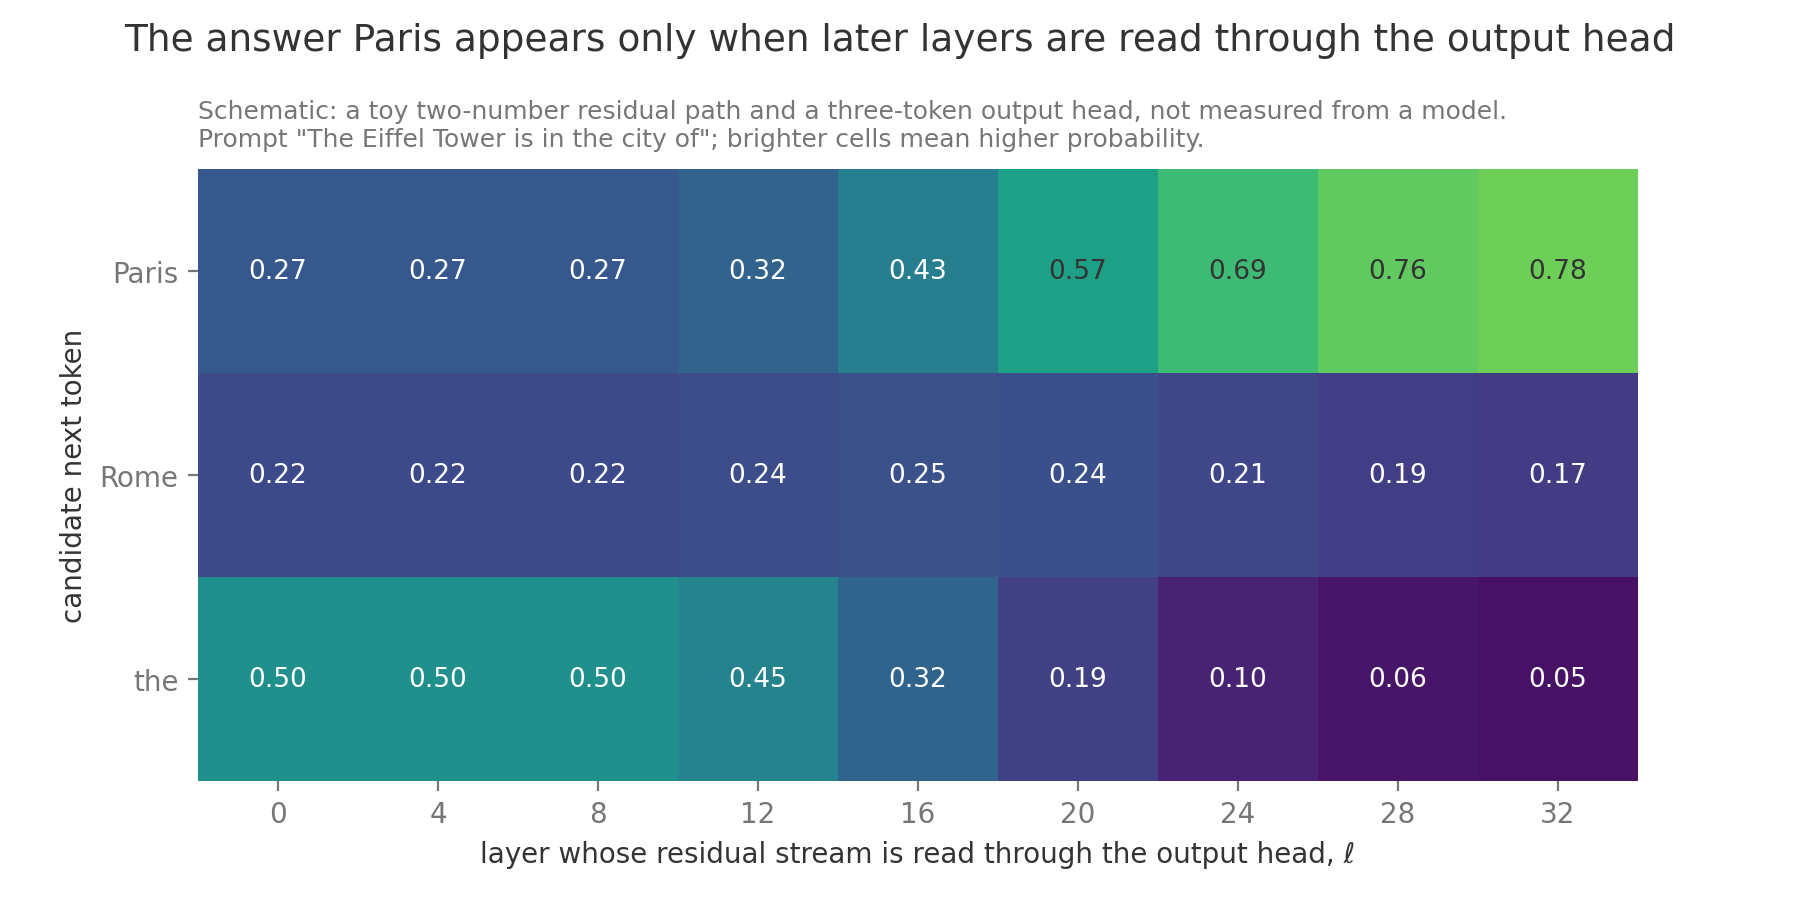 The answer Paris appears only when later layers are read through the output head
Schematic: a toy two-number residual path and a three-token output head, not measured from a model.
Prompt "The Eiffel Tower is in the city of"; brighter cells mean higher probability.
candidate next token
Paris 0.27 0.27 0.27 0.32 0.43 0.57 0.69 0.76 0.78
Rome 0.22 0.22 0.22 0.24 0.25 0.24 0.21 0.19 0.17
the 0.50 0.50 0.50 0.45 0.32 0.19 0.10 0.06 0.05
0 4 8 12 16 20 24 28 32
layer whose residual stream is read through the output head, ℓ